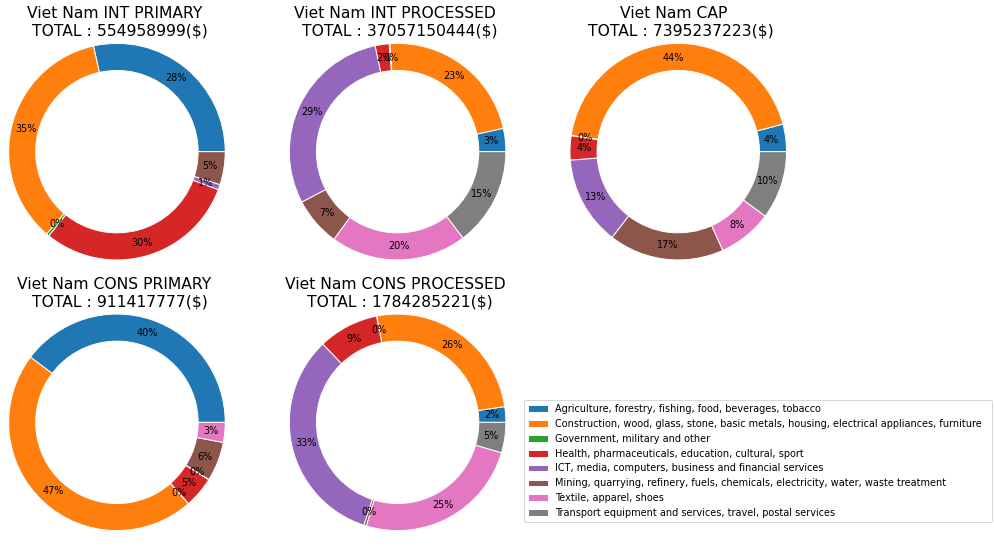 Viet Nam INT PRIMARY
TOTAL : 554958999($)
28%
35%
0%
30%
1%
5%
Viet Nam INT PROCESSED
TOTAL : 37057150444($)
3%
23%
0%
2%
29%
7%
20%
15%
Viet Nam CAP
TOTAL : 7395237223($)
4%
44%
0%
4%
13%
17%
8%
10%
Viet Nam CONS PRIMARY
TOTAL : 911417777($)
40%
47%
0%
5%
0%
6%
3%
Viet Nam CONS PROCESSED
TOTAL : 1784285221($)
2%
26%
0%
9%
33%
0%
25%
5%
Agriculture, forestry, fishing, food, beverages, tobacco
Construction, wood, glass, stone, basic metals, housing, electrical appliances, furniture
Government, military and other
Health, pharmaceuticals, education, cultural, sport
ICT, media, computers, business and financial services
Mining, quarrying, refinery, fuels, chemicals, electricity, water, waste treatment
Textile, apparel, shoes
Transport equipment and services, travel, postal services